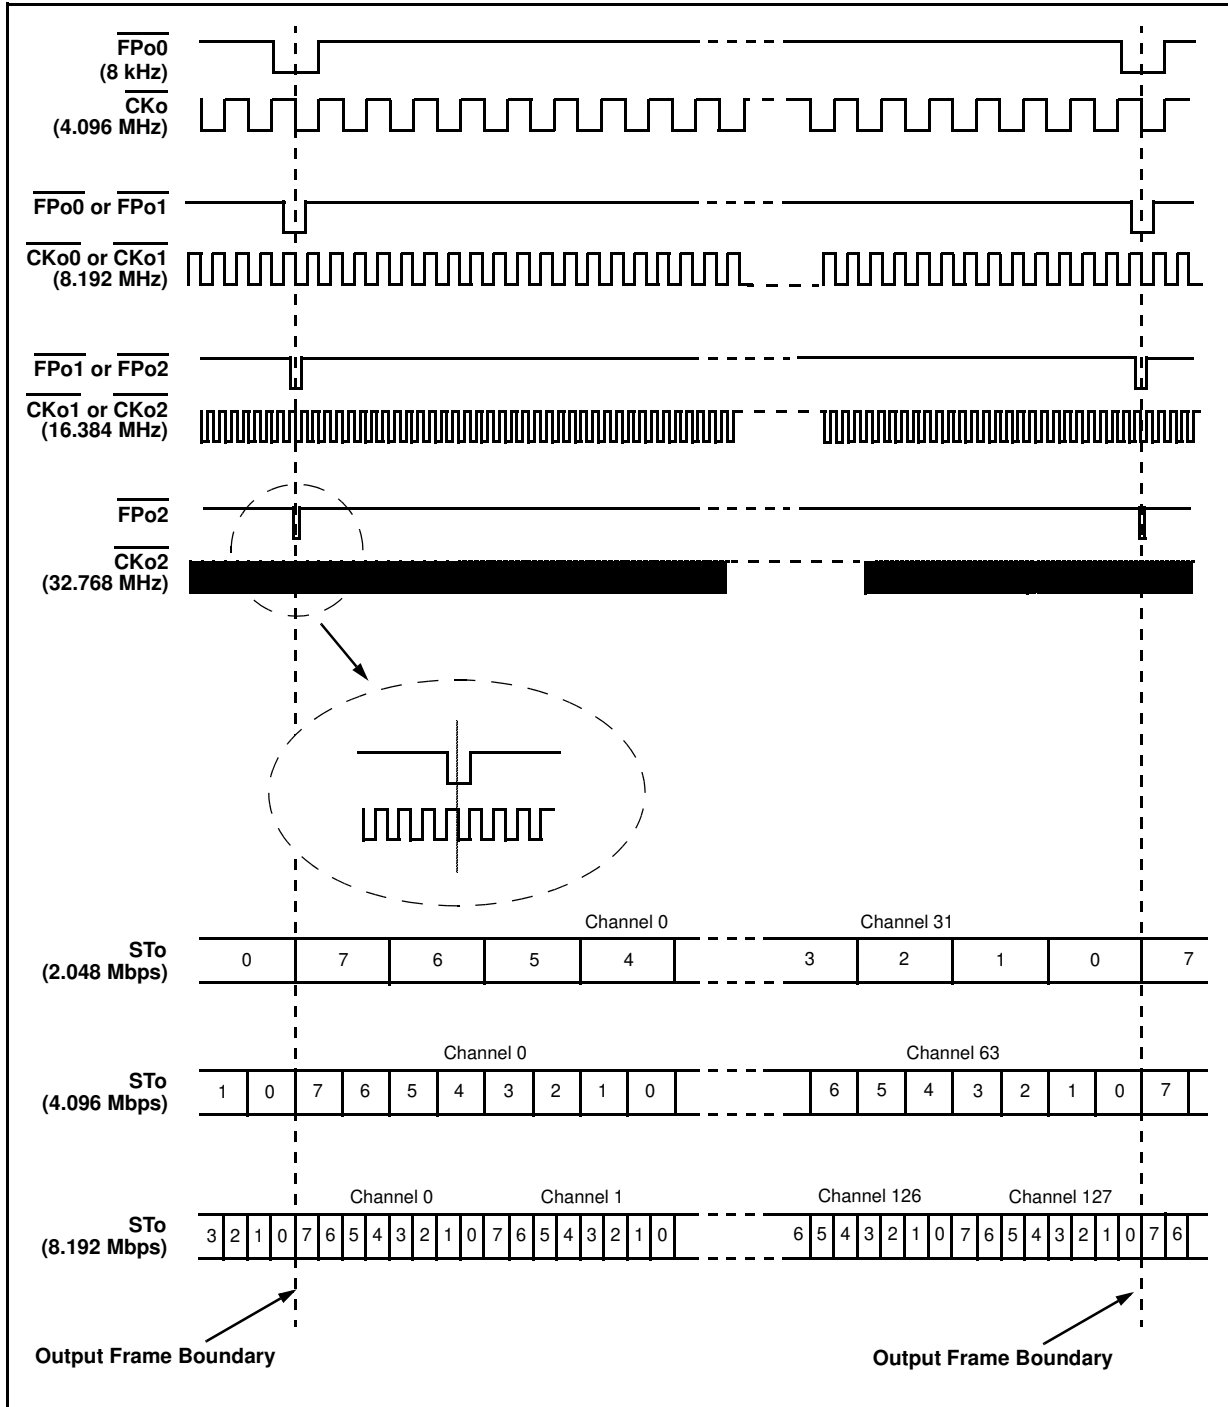 FPo0
(8 kHz)
CKo
(4.096 MHz)
FPo0 or FPo1
CKo0 or CKo1
(8.192 MHz)
FPo1 or FPo2
CKo1 or CKo2
(16.384 MHz)
FPo2
CKo2
(32.768 MHz)
Channel 0 Channel 31
STo
(2.048 Mbps)
0 7 6 5 4 3 2 1 0 7
Channel 0 Channel 63
STo
(4.096 Mbps)
1 0 7 6 5 4 3 2 1 0 6 5 4 3 2 1 0 7
Channel 0 Channel 1 Channel 126 Channel 127
STo
(8.192 Mbps)
3 2 1 0 7 6 5 4 3 2 1 0 7 6 5 4 3 2 1 0 6 5 4 3 2 1 0 7 6 5 4 3 2 1 0 7 6
Output Frame Boundary
Output Frame Boundary